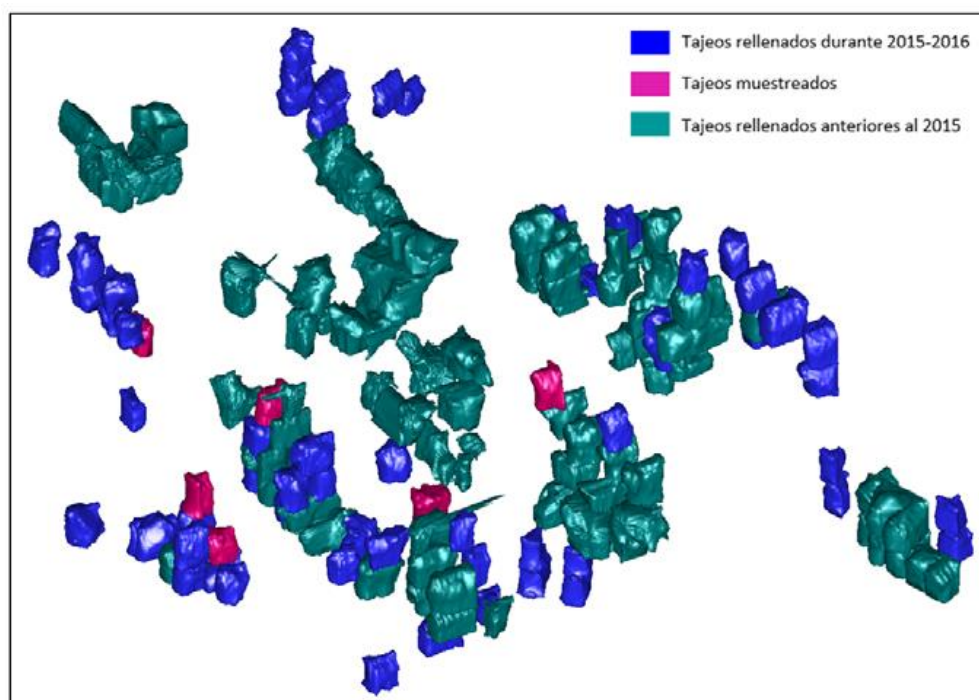 Tajeos rellenados durante 2015-2016
Tajeos muestreados
Tajeos rellenados anteriores al 2015